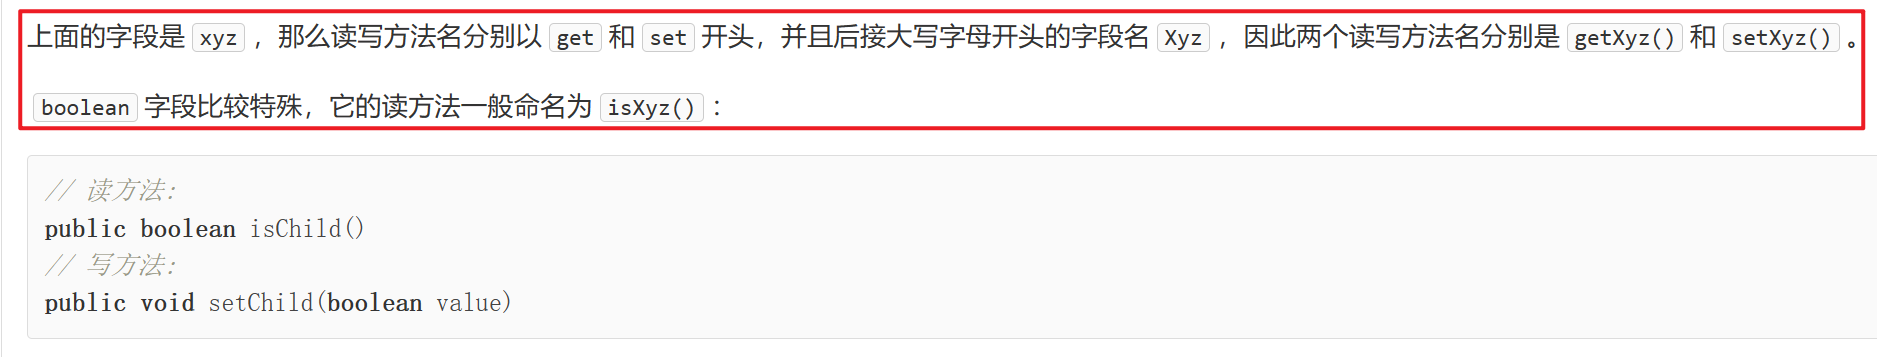 上面的字段是 xyz ，那么读写方法名分别以 get 和 set 开头，并且后接大写字母开头的字段名 Xyz ，因此两个读写方法名分别是 getXyz() 和 setXyz() 。
boolean 字段比较特殊，它的读方法一般命名为 isXyz() ：
// 读方法:
public boolean isChild()
// 写方法:
public void setChild(boolean value)